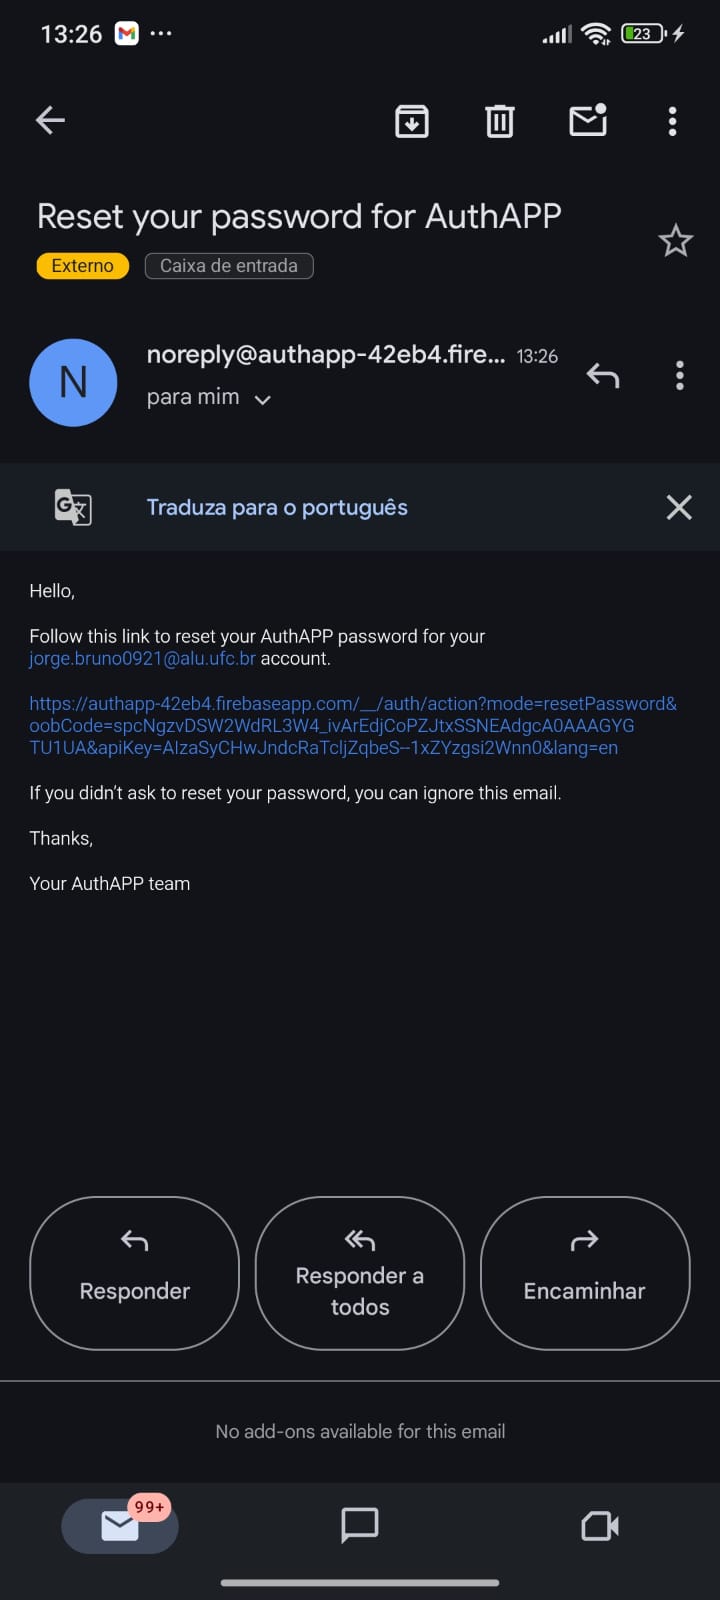 13:26
23
Reset your password for AuthAPP
Externo
Caixa de entrada
N
noreply@authapp-42eb4.fire... 13:26
para mim
Traduza para o português
Hello,
Follow this link to reset your AuthAPP password for your
jorge.bruno0921@alu.ufc.br account.
https://authapp-42eb4.firebaseapp.com/__/auth/action?mode=resetPassword&
oobCode=spcNgzvDSW2WdRL3W4_ivArEdjCoPZJtxSSNEAdgcA0AAAGYG
TU1UA&apiKey=AIzaSyCHwJndcRaTcljZqbeS--1xZYzgsi2Wnn0&lang=en
If you didn’t ask to reset your password, you can ignore this email.
Thanks,
Your AuthAPP team
Responder
Responder a
todos
Encaminhar
No add-ons available for this email
99+